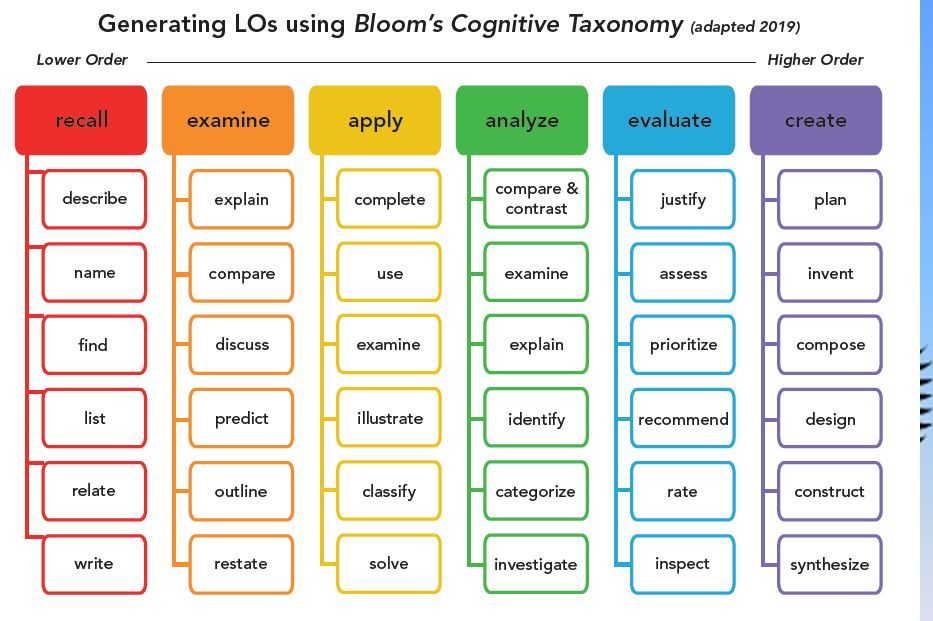 Generating LOs using Bloom's Cognitive Taxonomy (adapted 2019)
Lower Order
Higher Order
recall
examine
apply
analyze
evaluate
create
describe
explain
complete
compare &
contrast
justify
plan
name
compare
use
examine
assess
invent
find
discuss
examine
explain
prioritize
compose
list
predict
illustrate
identify
recommend
design
relate
outline
classify
categorize
rate
construct
write
restate
solve
investigate
inspect
synthesize